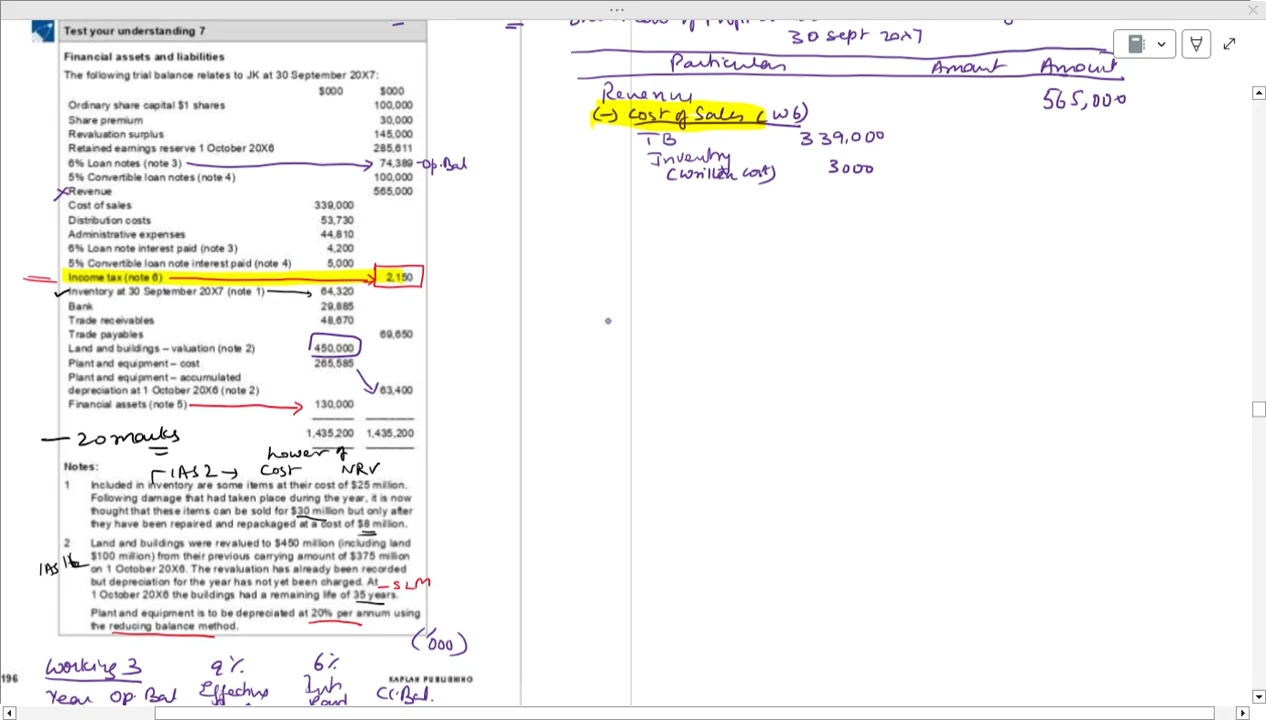 Test your understanding 7
Financial assets and liabilities
The following trial balance relates to JK at 30 September 20X7:
$000 $000
Ordinary share capital $1 shares 100,000
Share premium 30,000
Revaluation surplus 145,000
Retained earnings reserve 1 October 20X6 285,611
6% Loan notes (note 3) 74,389 -Op.Bal
5% Convertible loan notes (note 4) 100,000
Revenue 565,000
Cost of sales 339,000
Distribution costs 53,730
Administrative expenses 44,810
6% Loan note interest paid (note 3) 4,200
5% Convertible loan note interest paid (note 4) 5,000
Income tax (note 6) 2,150
Inventory at 30 September 20X7 (note 1) 64,320
Bank 29,885
Trade receivables 48,670
Trade payables 69,650
Land and buildings – valuation (note 2) 450,000
Plant and equipment – cost 265,585
Plant and equipment – accumulated
depreciation at 1 October 20X6 (note 2) 63,400
Financial assets (note 5) 130,000
1,435,200 1,435,200
- 20 marks
Lower of
IAS 2 → Cost NRV
Notes:
1 Included in inventory are some items at their cost of $25 million.
Following damage that had taken place during the year, it is now
thought that these items can be sold for $30 million but only after
they have been repaired and repackaged at a cost of $8 million.
2 Land and buildings were revalued to $450 million (including land
$100 million) from their previous carrying amount of $375 million
IAS 16
on 1 October 20X6. The revaluation has already been recorded
but depreciation for the year has not yet been charged. At
- SLM
1 October 20X6 the buildings had a remaining life of 35 years.
Plant and equipment is to be depreciated at 20% per annum using
the reducing balance method.
('000)
196
KAPLAN PUBLISHING
Working 3 9% 6%
Year Op. Bal Effective Int CC.Bal.
Paid
30 Sept 20X7
Particulars Amount Amount
Revenue 565,000
(-) Cost of Sales (W6)
TB 339,000
Inventory 3000